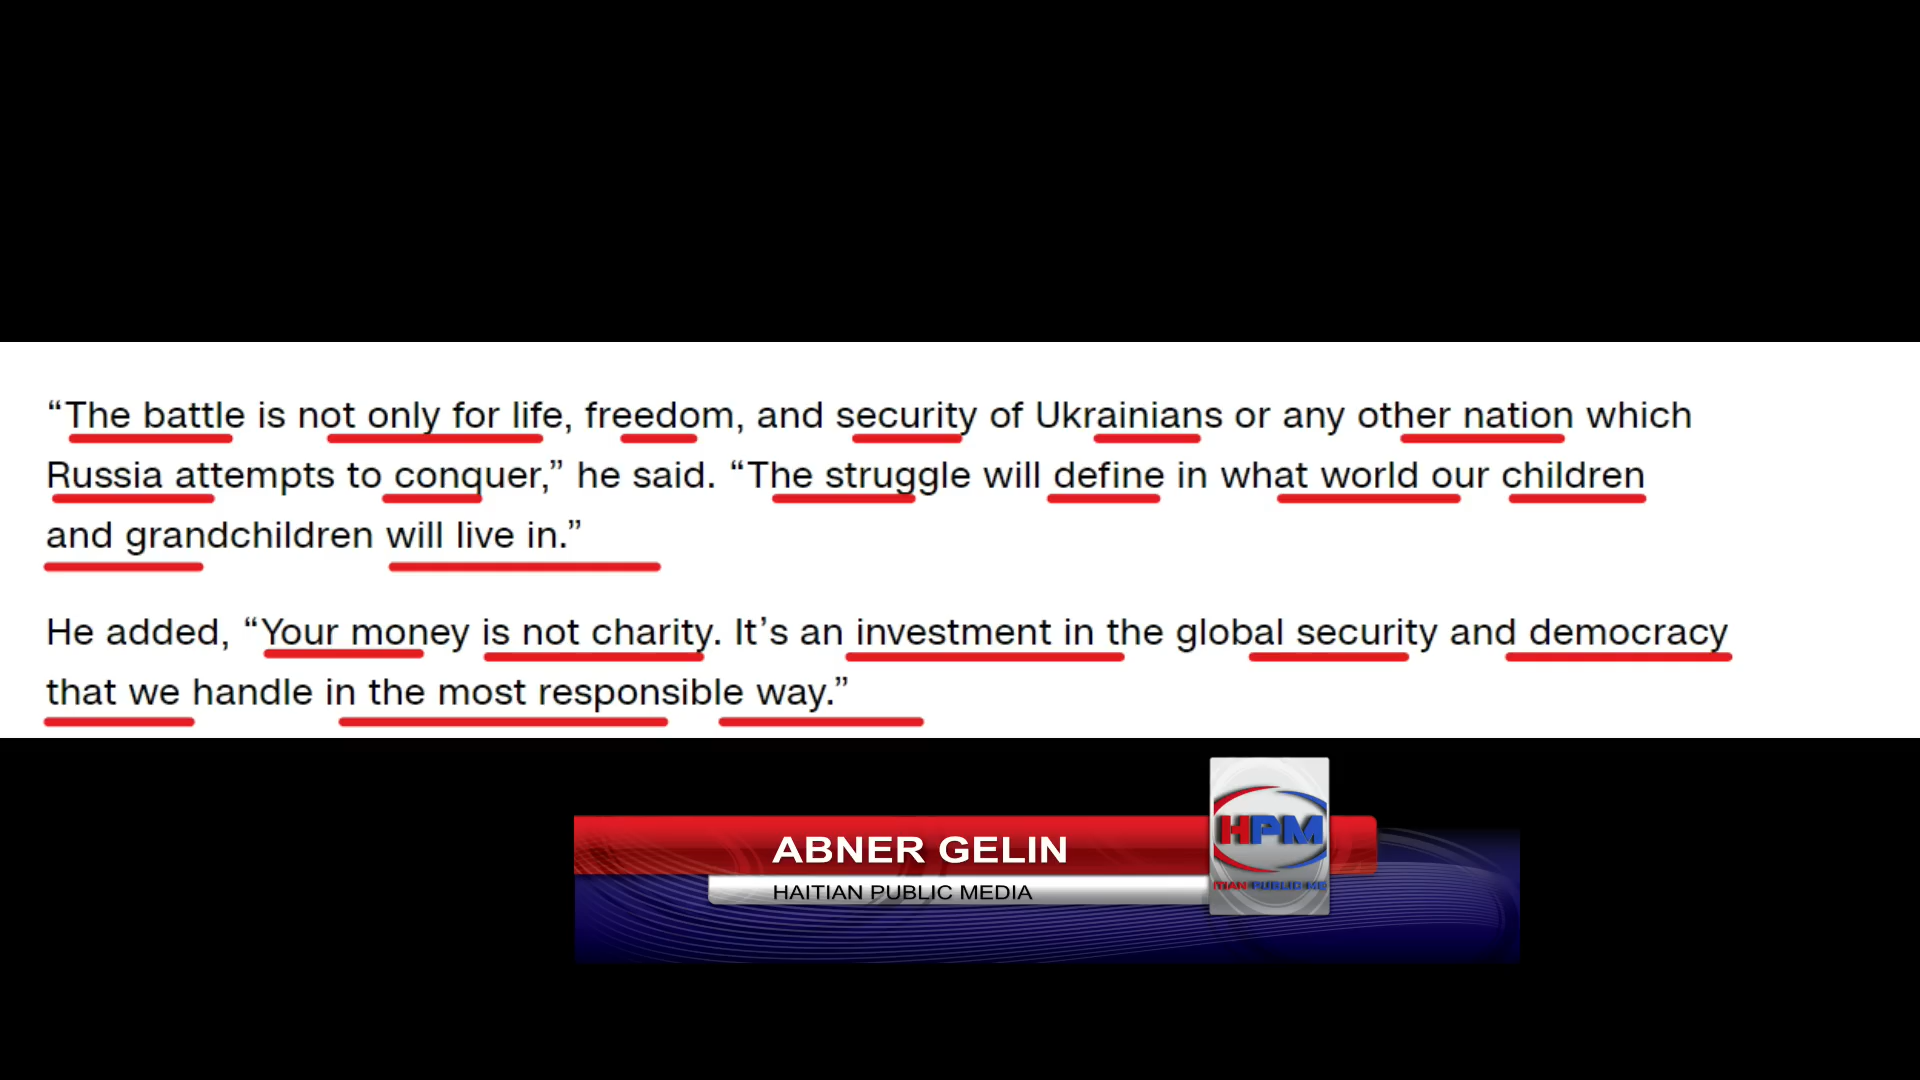 “The battle is not only for life, freedom, and security of Ukrainians or any other nation which
Russia attempts to conquer,” he said. “The struggle will define in what world our children
and grandchildren will live in.”
He added, “Your money is not charity. It’s an investment in the global security and democracy
that we handle in the most responsible way.”
ABNER GELIN
HAITIAN PUBLIC MEDIA
HPM
ITIAN PUBLIC ME